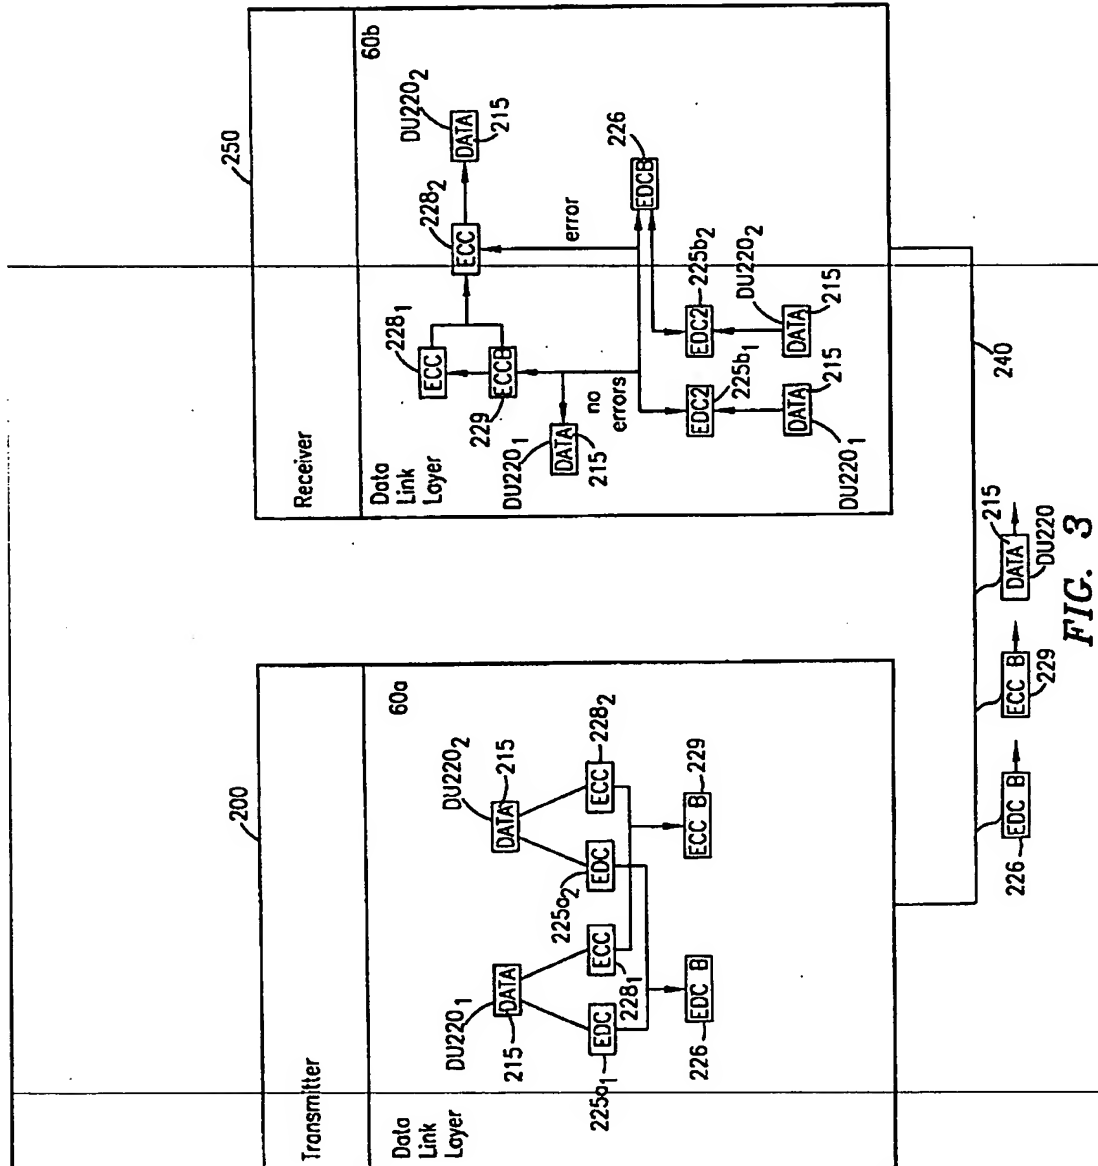 200
Transmitter
Data
Link
Layer
60a
DU220₁
DATA
215
DU220₂
DATA
215
EDC
225a₁
ECC
228₁
EDC
225a₂
ECC
228₂
EDC B
226
ECC B
229
250
Receiver
Data
Link
Layer
60b
ECC
228₁
ECCB
229
ECC
228₂
DU220₂
DATA
215
DU220₁
DATA
215
no
errors
error
EDCB
226
EDC2
225b₁
EDC2
225b₂
DATA
215
DU220₁
DU220₂
DATA
215
240
EDC B
226
ECC B
229
DATA
215
DU220
FIG. 3